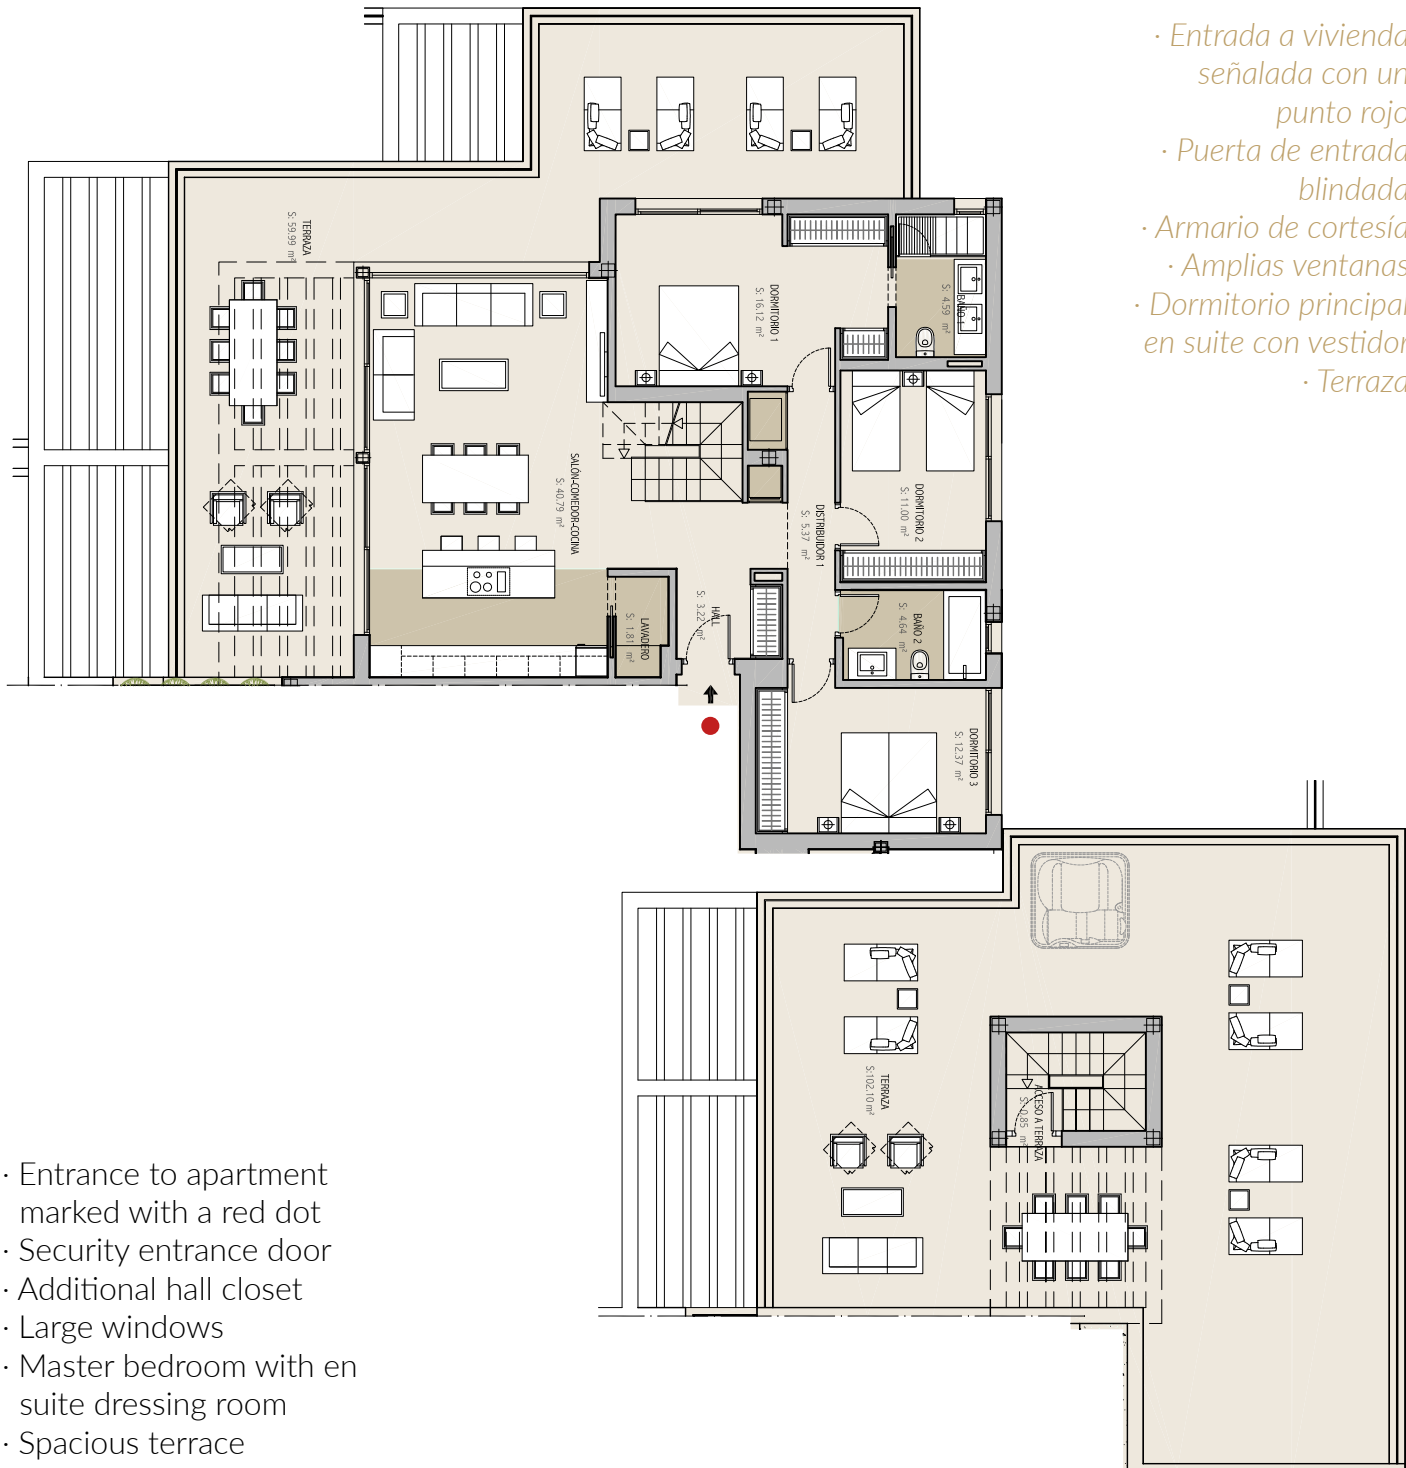 · Entrada a vivienda
señalada con un
punto rojo
· Puerta de entrada
blindada
· Armario de cortesía
· Amplias ventanas
· Dormitorio principal
en suite con vestidor
· Terraza
TERRAZA
S: 59.99 m²
DORMITORIO 1
S: 16.12 m²
BAÑO 1
S: 4.59 m²
SALÓN-COMEDOR-COCINA
S: 40.79 m²
DORMITORIO 2
S: 11.00 m²
DISTRIBUIDOR 1
S: 5.37 m²
HALL
S: 3.22 m²
LAVADERO
S: 1.81 m²
BAÑO 2
S: 4.64 m²
DORMITORIO 3
S: 12.37 m²
TERRAZA
S:102.10 m²
ACCESO A TERRAZA
S: 0.85 m²
· Entrance to apartment
marked with a red dot
· Security entrance door
· Additional hall closet
· Large windows
· Master bedroom with en
suite dressing room
· Spacious terrace